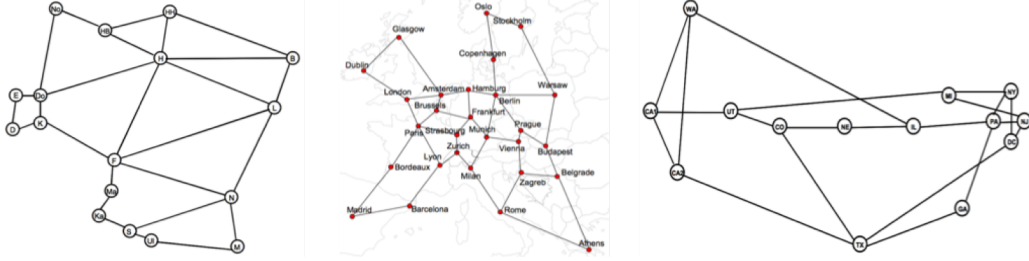 No
HH
HB
H
B
E
Do
L
D
K
F
Ma
N
Ka
S
Ul
M
Oslo
Stockholm
Glasgow
Copenhagen
Dublin
Amsterdam
Hamburg
Warsaw
London
Berlin
Brussels
Frankfurt
Prague
Paris
Strasbourg
Munich
Zurich
Vienna
Budapest
Lyon
Bordeaux
Milan
Belgrade
Zagreb
Madrid
Barcelona
Rome
Athens
WA
MI
NY
CA1
UT
CO
NE
IL
PA
NJ
DC
CA2
GA
TX